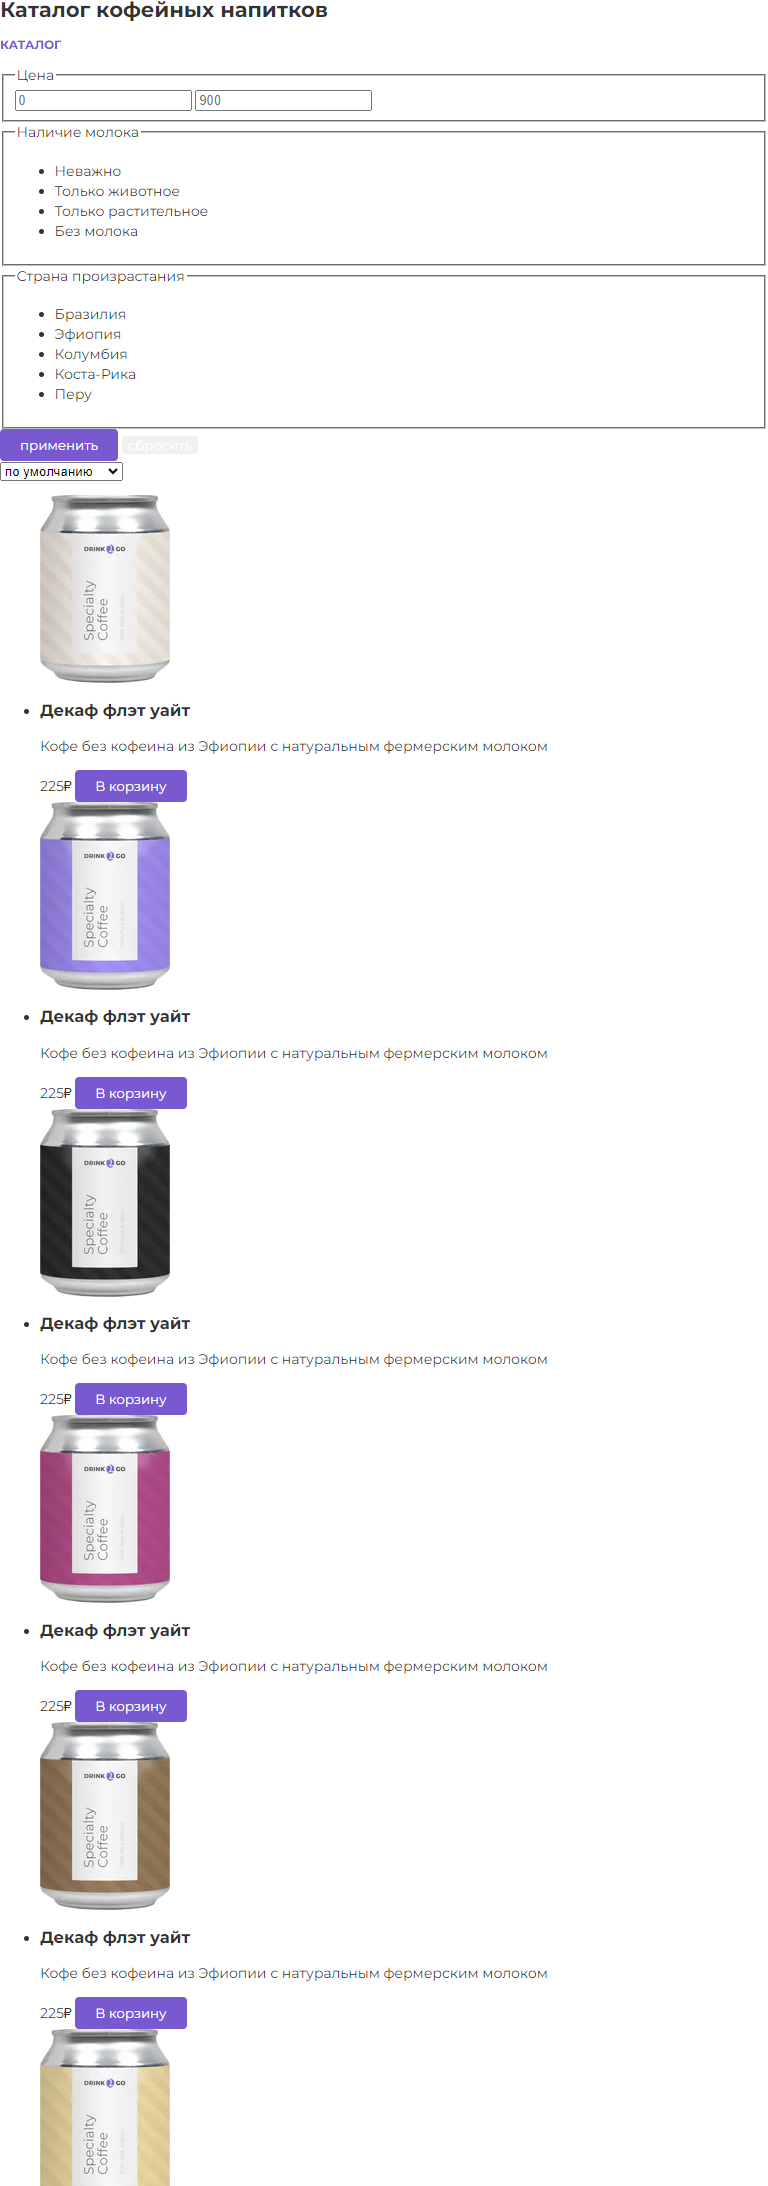 Каталог кофейных напитков
КАТАЛОГ
Цена
0 900
Наличие молока
Неважно
Только животное
Только растительное
Без молока
Страна произрастания
Бразилия
Эфиопия
Колумбия
Коста-Рика
Перу
применить сбросить
по умолчанию
DRINK 2 GO
Specialty
Coffee
Декаф флэт уайт
Кофе без кофеина из Эфиопии с натуральным фермерским молоком
225₽ В корзину
DRINK 2 GO
Specialty
Coffee
Декаф флэт уайт
Кофе без кофеина из Эфиопии с натуральным фермерским молоком
225₽ В корзину
DRINK 2 GO
Specialty
Coffee
Декаф флэт уайт
Кофе без кофеина из Эфиопии с натуральным фермерским молоком
225₽ В корзину
DRINK 2 GO
Specialty
Coffee
Декаф флэт уайт
Кофе без кофеина из Эфиопии с натуральным фермерским молоком
225₽ В корзину
DRINK 2 GO
Specialty
Coffee
Декаф флэт уайт
Кофе без кофеина из Эфиопии с натуральным фермерским молоком
225₽ В корзину
DRINK 2 GO
Specialty
Coffee